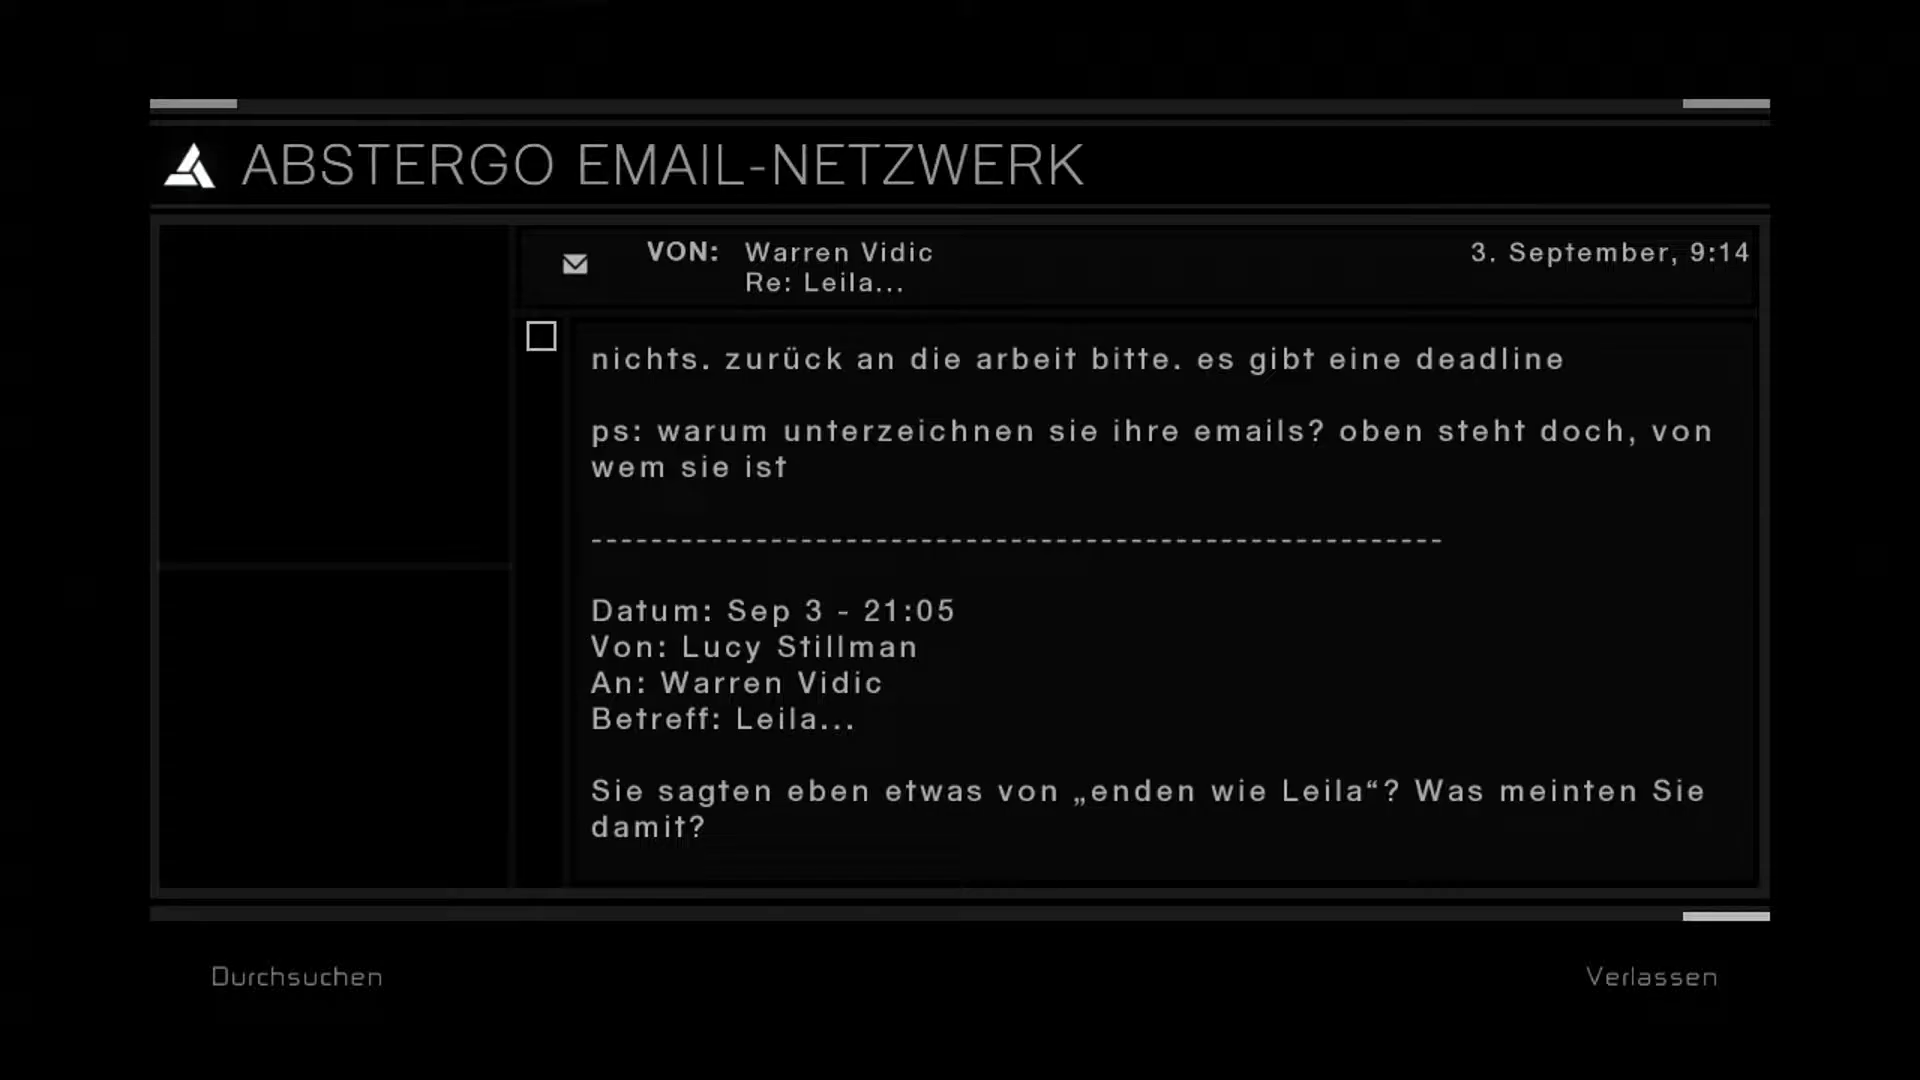 ABSTERGO EMAIL-NETZWERK
VON: Warren Vidic 3. September, 9:14
Re: Leila...
nichts. zurück an die arbeit bitte. es gibt eine deadline
ps: warum unterzeichnen sie ihre emails? oben steht doch, von
wem sie ist
---------------------------------------------------------
Datum: Sep 3 - 21:05
Von: Lucy Stillman
An: Warren Vidic
Betreff: Leila...
Sie sagten eben etwas von „enden wie Leila“? Was meinten Sie
damit?
Durchsuchen Verlassen